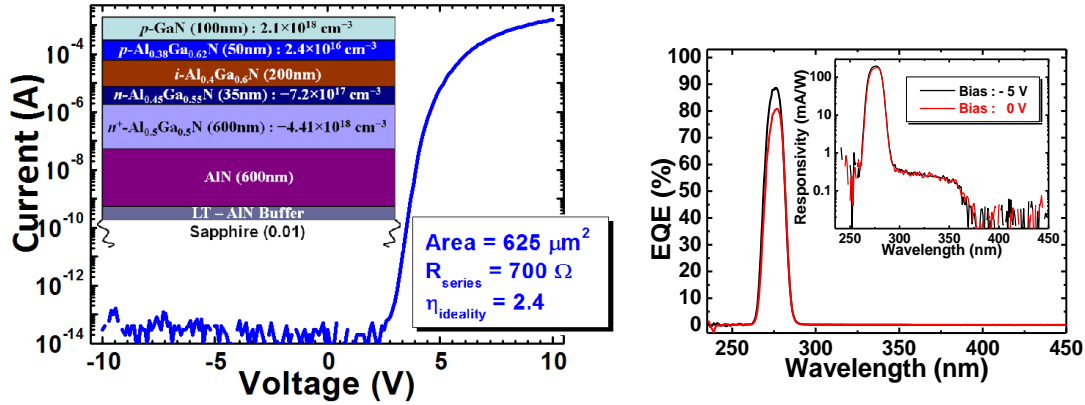 p-GaN (100nm) : 2.1×10¹⁸ cm⁻³
p-Al₀.₃₈Ga₀.₆₂N (50nm) : 2.4×10¹⁶ cm⁻³
i-Al₀.₄Ga₀.₆N (200nm)
n-Al₀.₄₅Ga₀.₅₅N (35nm) : −7.2×10¹⁷ cm⁻³
n⁺-Al₀.₅Ga₀.₅N (600nm) : −4.41×10¹⁸ cm⁻³
AlN (600nm)
LT – AlN Buffer
Sapphire (0.01)
Area = 625 μm²
R_series = 700 Ω
η_ideality = 2.4
Current (A)
10⁻⁴
10⁻⁶
10⁻⁸
10⁻¹⁰
10⁻¹²
10⁻¹⁴
-10 -5 0 5 10
Voltage (V)
EQE (%)
100
90
80
70
60
50
40
30
20
10
0
250 300 350 400 450
Wavelength (nm)
Responsivity (mA/W)
100
10
1
0.1
Bias : - 5 V
Bias : 0 V
250 300 350 400 450
Wavelength (nm)